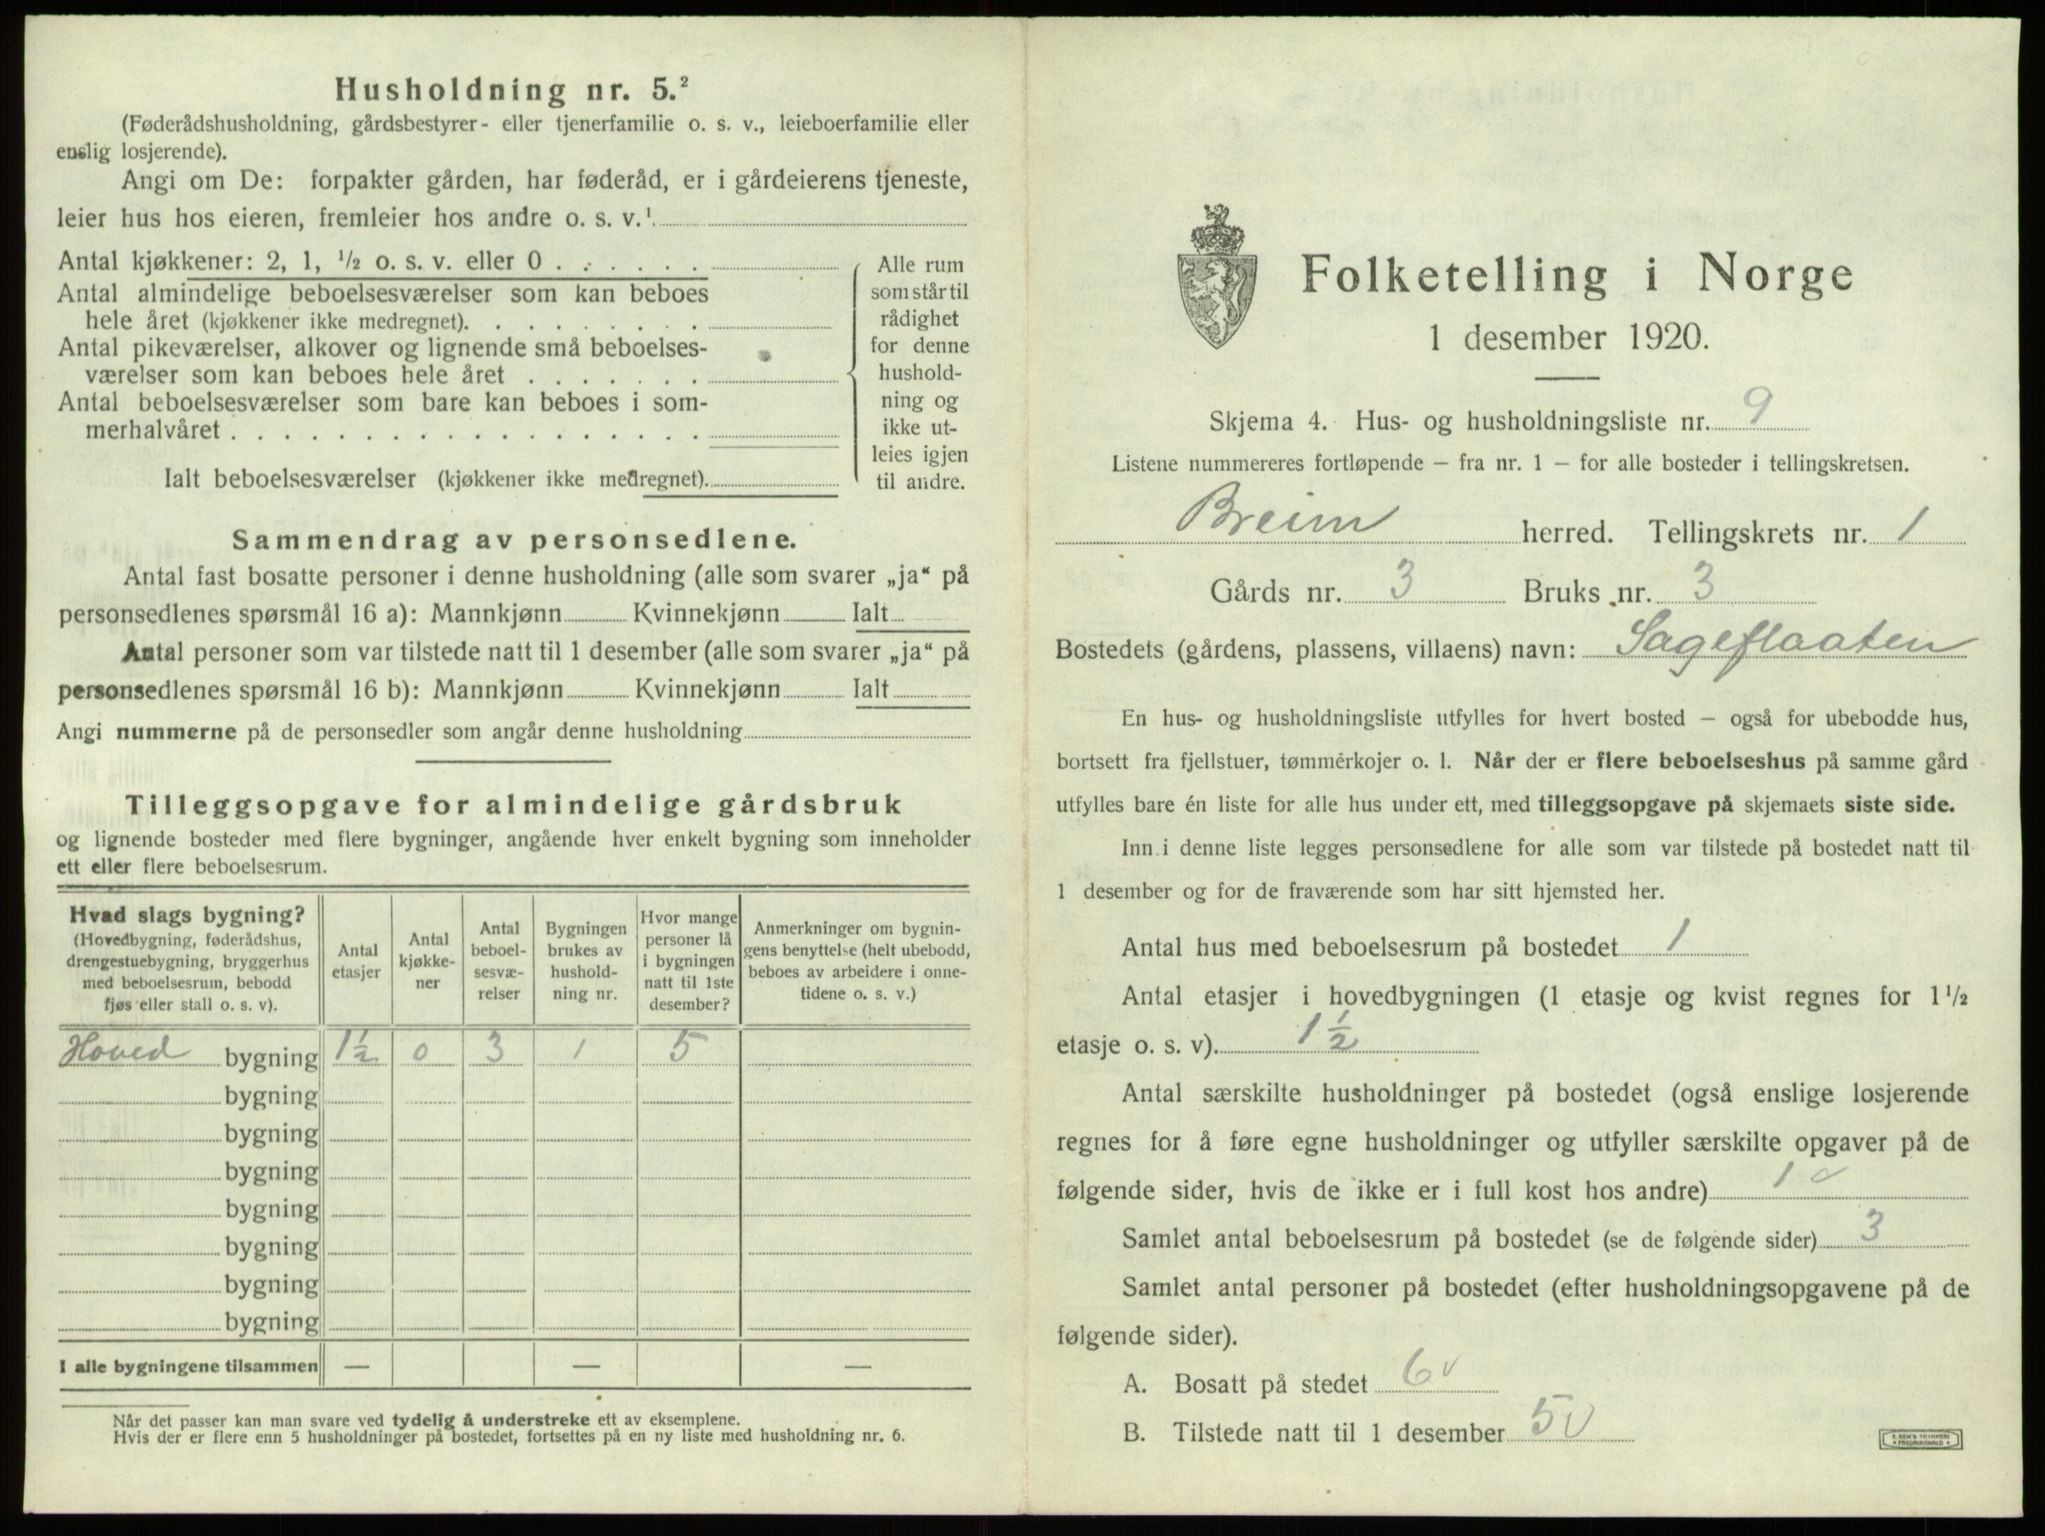 Husholdning nr. 5.²
(Føderådshusholdning, gårdsbestyrer- eller tjenerfamilie o. s. v., leieboerfamilie eller
enslig losjerende).
Angi om De: forpakter gården, har føderåd, er i gårdeierens tjeneste,
leier hus hos eieren, fremleier hos andre o. s. v.¹
Antal kjøkkener: 2, 1, ½ o. s. v. eller 0 . . . . . .
Antal almindelige beboelsesværelser som kan beboes
hele året (kjøkkener ikke medregnet). . . . . . . . .
Antal pikeværelser, alkover og lignende små beboelses-
værelser som kan beboes hele året . . . . . . .
Antal beboelsesværelser som bare kan beboes i som-
merhalvåret . . . . . . . . . . . . . . . . . .
Ialt beboelsesværelser (kjøkkener ikke medregnet).
Alle rum
som står til
rådighet
for denne
hushold-
ning og
ikke ut-
leies igjen
til andre.
Sammendrag av personsedlene.
Antal fast bosatte personer i denne husholdning (alle som svarer „ja“ på
personsedlenes spørsmål 16 a): Mannkjønn Kvinnekjønn Ialt
Antal personer som var tilstede natt til 1 desember (alle som svarer „ja“ på
personsedlenes spørsmål 16 b): Mannkjønn Kvinnekjønn Ialt
Angi nummerne på de personsedler som angår denne husholdning
Tilleggsopgave for almindelige gårdsbruk
og lignende bosteder med flere bygninger, angående hver enkelt bygning som inneholder
ett eller flere beboelsesrum.
Hvad slags bygning?
(Hovedbygning, føderådshus,
drengestuebygning, bryggerhus
med beboelsesrum, bebodd
fjøs eller stall o. s. v).
Antal
etasjer
Antal
kjøkke-
ner
Antal
beboel-
sesvæ-
relser
Bygningen
brukes av
hushold-
ning nr.
Hvor mange
personer lå
i bygningen
natt til 1ste
desember?
Anmerkninger om bygnin-
gens benyttelse (helt ubebodd,
beboes av arbeidere i onne-
tidene o. s. v.)
Hoved bygning 1½ 0 3 1 5
bygning
bygning
bygning
bygning
bygning
bygning
bygning
I alle bygningene tilsammen — — —
Når det passer kan man svare ved tydelig å understreke ett av eksemplene.
Hvis der er flere enn 5 husholdninger på bostedet, fortsettes på en ny liste med husholdning nr. 6.
Folketelling i Norge
1 desember 1920.
Skjema 4. Hus- og husholdningsliste nr. 9
Listene nummereres fortløpende – fra nr. 1 – for alle bosteder i tellingskretsen.
Breim herred. Tellingskrets nr. 1
Gårds nr. 3 Bruks nr. 3
Bostedets (gårdens, plassens, villaens) navn: Sageflaaten
En hus- og husholdningsliste utfylles for hvert bosted – også for ubebodde hus,
bortsett fra fjellstuer, tømmerkojer o. l. Når der er flere beboelseshus på samme gård
utfylles bare én liste for alle hus under ett, med tilleggsopgave på skjemaets siste side.
Inn i denne liste legges personsedlene for alle som var tilstede på bostedet natt til
1 desember og for de fraværende som har sitt hjemsted her.
Antal hus med beboelsesrum på bostedet 1
Antal etasjer i hovedbygningen (1 etasje og kvist regnes for 1½
etasje o. s. v). 1½
Antal særskilte husholdninger på bostedet (også enslige losjerende
regnes for å føre egne husholdninger og utfyller særskilte opgaver på de
følgende sider, hvis de ikke er i full kost hos andre) 1
Samlet antal beboelsesrum på bostedet (se de følgende sider) 3
Samlet antal personer på bostedet (efter husholdningsopgavene på de
følgende sider).
A. Bosatt på stedet 6
B. Tilstede natt til 1 desember 5